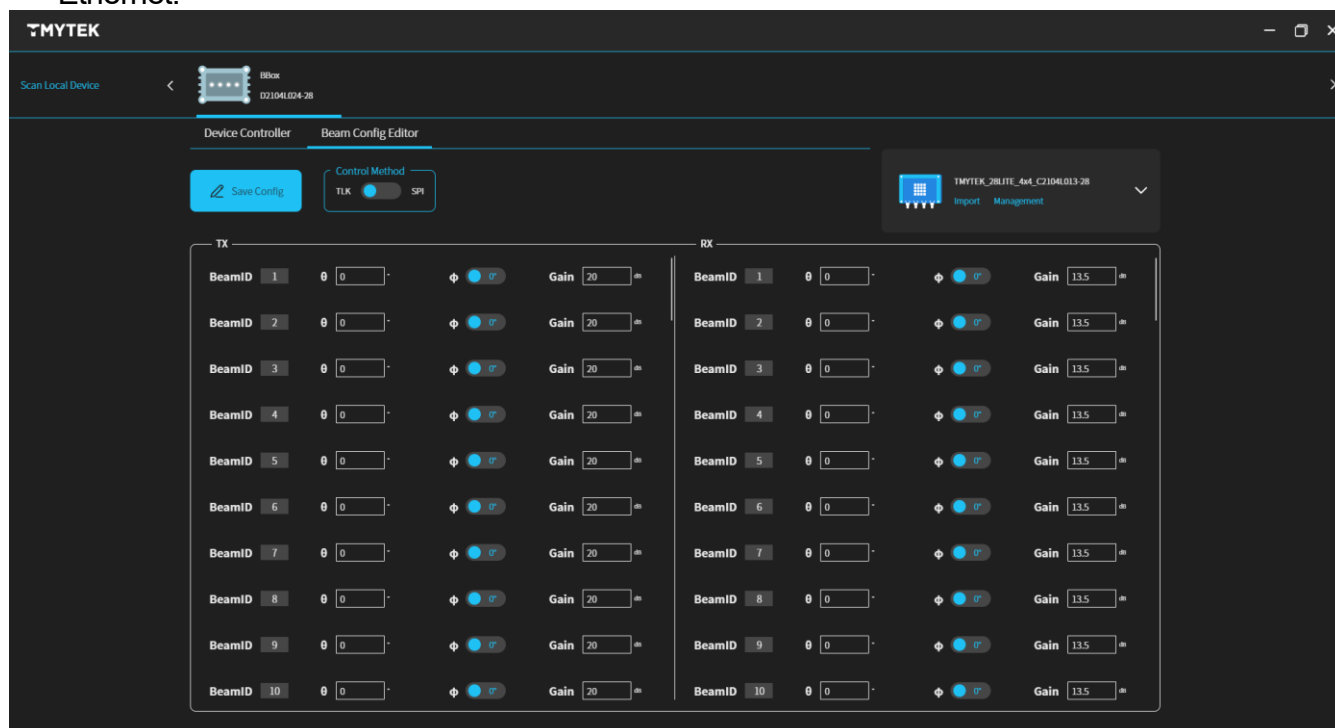 Ethernet.
TMYTEK
BBox
Scan Local Device
D2104L024-28
Device Controller Beam Config Editor
Control Method
Save Config TLK SPI
TMYTEK_28LITE_4x4_C2104L013-28
Import Management
TX RX
BeamID 1 θ 0 ° ϕ 0° Gain 20 dB BeamID 1 θ 0 ° ϕ 0° Gain 13.5 dB
BeamID 2 θ 0 ° ϕ 0° Gain 20 dB BeamID 2 θ 0 ° ϕ 0° Gain 13.5 dB
BeamID 3 θ 0 ° ϕ 0° Gain 20 dB BeamID 3 θ 0 ° ϕ 0° Gain 13.5 dB
BeamID 4 θ 0 ° ϕ 0° Gain 20 dB BeamID 4 θ 0 ° ϕ 0° Gain 13.5 dB
BeamID 5 θ 0 ° ϕ 0° Gain 20 dB BeamID 5 θ 0 ° ϕ 0° Gain 13.5 dB
BeamID 6 θ 0 ° ϕ 0° Gain 20 dB BeamID 6 θ 0 ° ϕ 0° Gain 13.5 dB
BeamID 7 θ 0 ° ϕ 0° Gain 20 dB BeamID 7 θ 0 ° ϕ 0° Gain 13.5 dB
BeamID 8 θ 0 ° ϕ 0° Gain 20 dB BeamID 8 θ 0 ° ϕ 0° Gain 13.5 dB
BeamID 9 θ 0 ° ϕ 0° Gain 20 dB BeamID 9 θ 0 ° ϕ 0° Gain 13.5 dB
BeamID 10 θ 0 ° ϕ 0° Gain 20 dB BeamID 10 θ 0 ° ϕ 0° Gain 13.5 dB